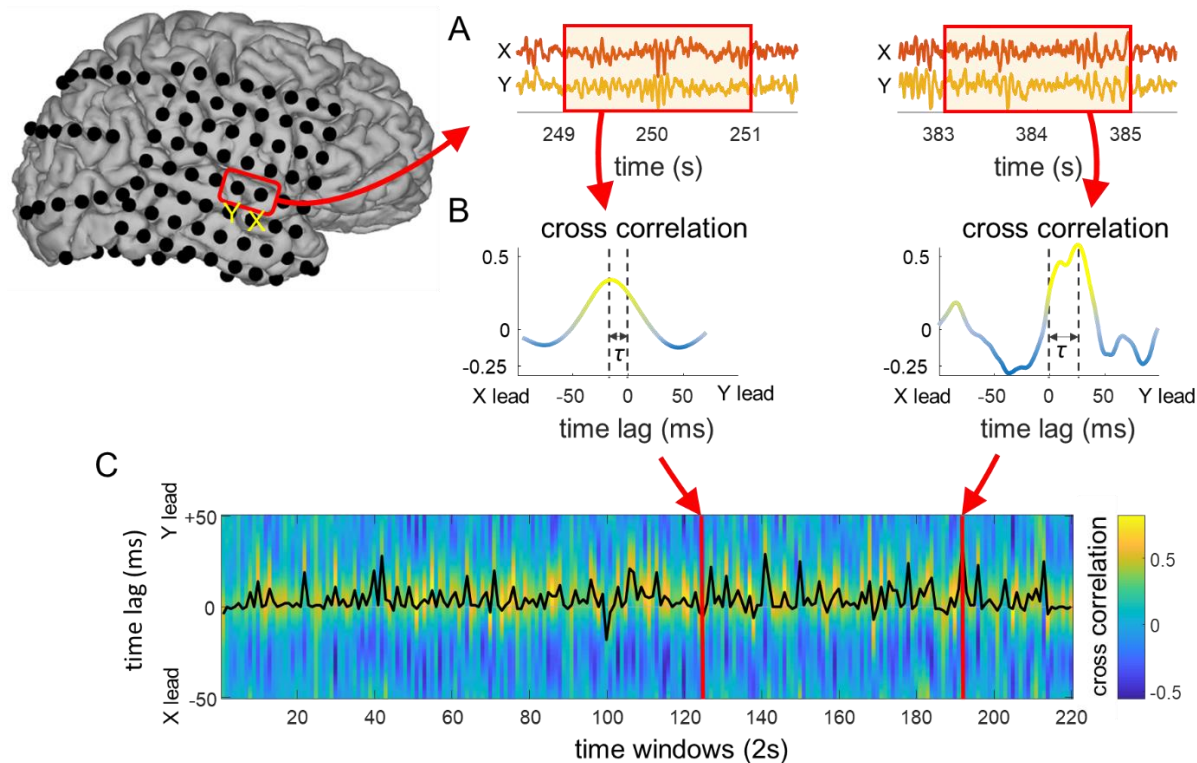 A
X
Y
249 250 251
time (s)
X
Y
383 384 385
time (s)
Y X
B
cross correlation
0.5
0
-0.25
τ
X lead -50 0 50 Y lead
time lag (ms)
cross correlation
0.5
0
-0.25
τ
X lead -50 0 50 Y lead
time lag (ms)
C
Y lead
X lead
time lag (ms)
+50
0
-50
20 40 60 80 100 120 140 160 180 200 220
time windows (2s)
cross correlation
0.5
0
-0.5